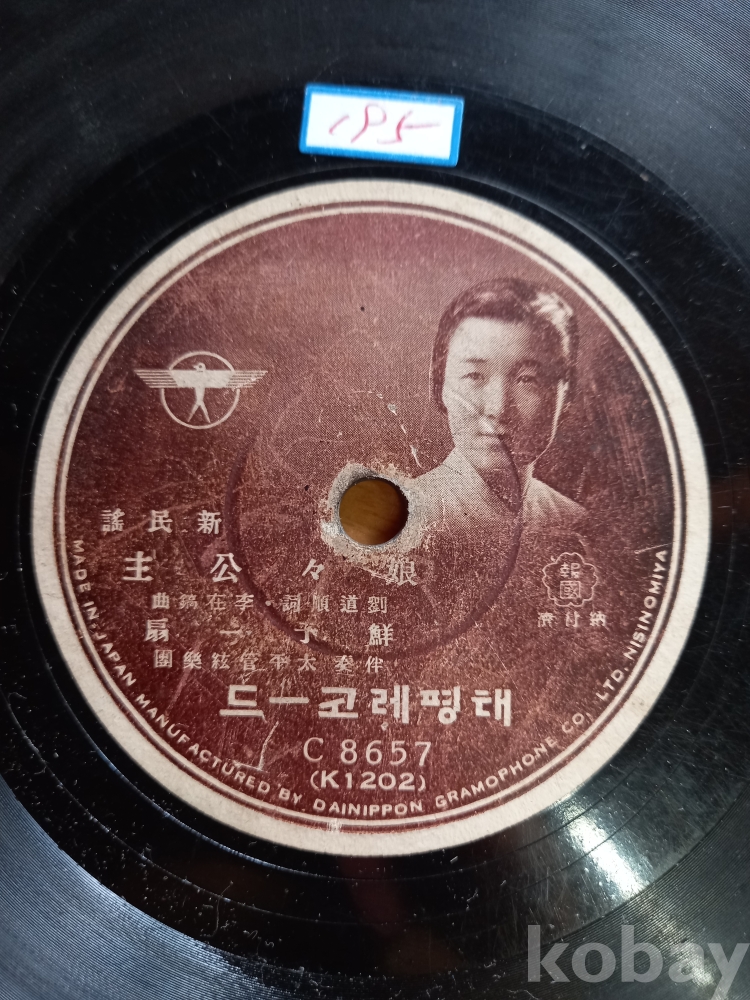 195
新民謠
娘々公主
劉道順詞・李在鎬曲
鮮于一扇
伴奏太平管絃樂團
報國
納付濟
태평레코ー드
C 8657
(K1202)
MADE IN JAPAN MANUFACTURED BY DAINIPPON GRAMOPHONE CO., LTD. NISINOMIYA
kobay